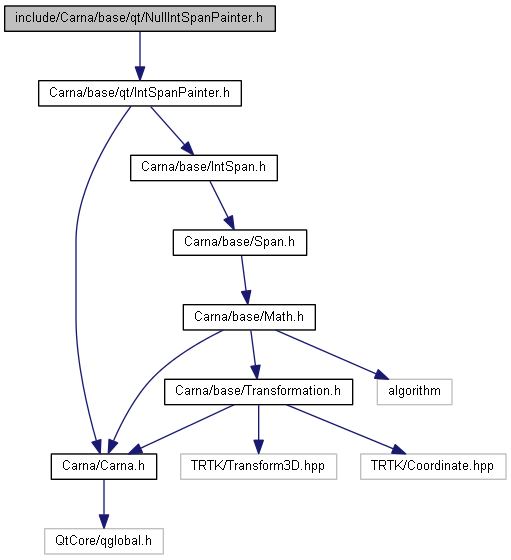 include/Carna/base/qt/NullIntSpanPainter.h
Carna/base/qt/IntSpanPainter.h
Carna/base/IntSpan.h
Carna/base/Span.h
Carna/base/Math.h
Carna/base/Transformation.h
algorithm
Carna/Carna.h
TRTK/Transform3D.hpp
TRTK/Coordinate.hpp
QtCore/qglobal.h